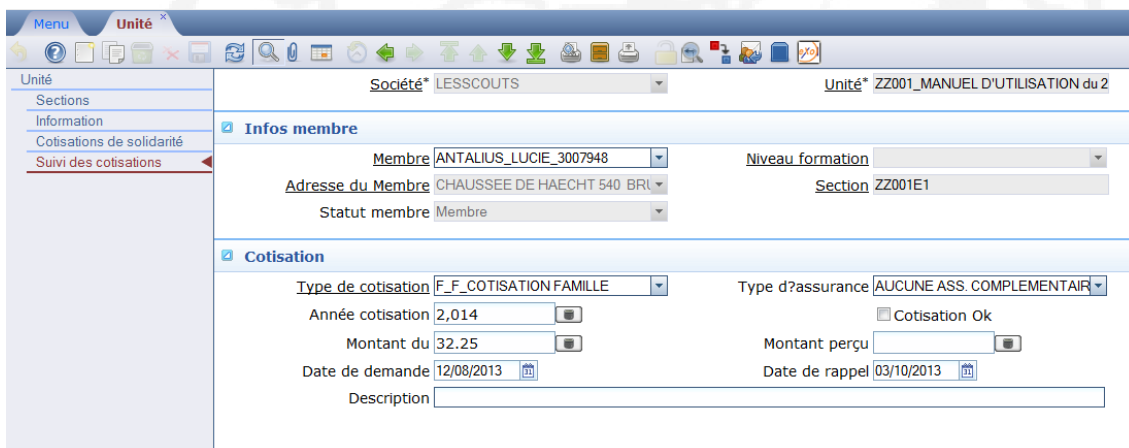 Menu Unité ×
Unité
Sections
Information
Cotisations de solidarité
Suivi des cotisations
Société* LESSCOUTS Unité* ZZ001_MANUEL D'UTILISATION du 2
Infos membre
Membre ANTALIUS_LUCIE_3007948 Niveau formation
Adresse du Membre CHAUSSEE DE HAECHT 540 BRU Section ZZ001E1
Statut membre Membre
Cotisation
Type de cotisation F_F_COTISATION FAMILLE Type d?assurance AUCUNE ASS. COMPLEMENTAIR
Année cotisation 2,014 Cotisation Ok
Montant du 32.25 Montant perçu
Date de demande 12/08/2013 31 Date de rappel 03/10/2013 31
Description